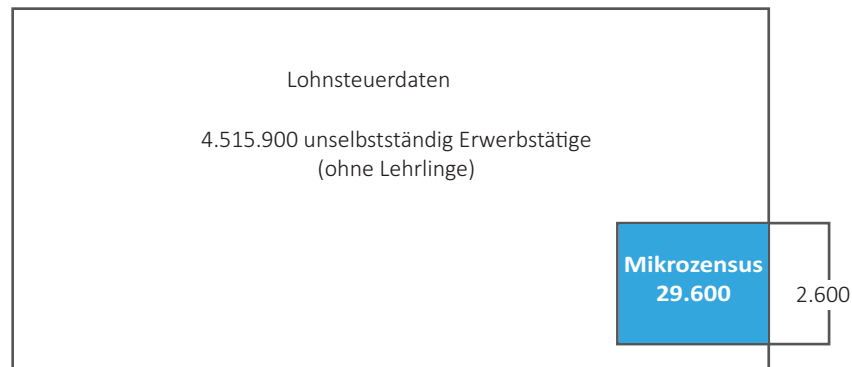 Lohnsteuerdaten
4.515.900 unselbstständig Erwerbstätige
(ohne Lehrlinge)
Mikrozensus
29.600
2.600